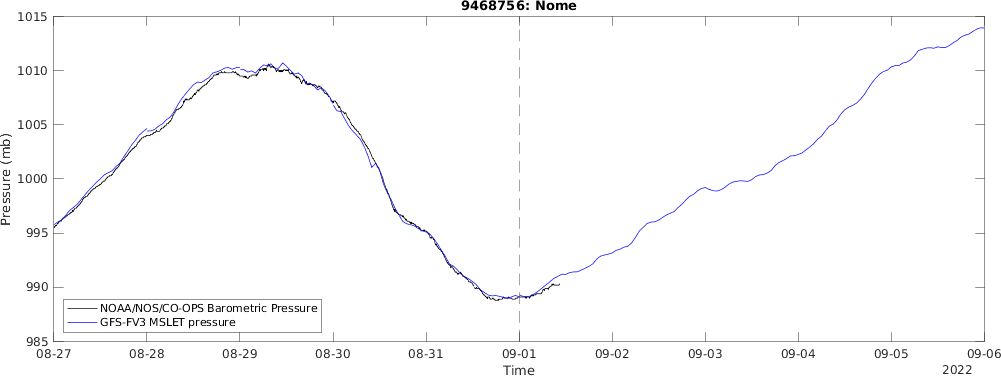 9468756: Nome
1015
1010
1005
1000
995
990
985
Pressure (mb)
NOAA/NOS/CO-OPS Barometric Pressure
GFS-FV3 MSLET pressure
08-27 08-28 08-29 08-30 08-31 09-01 09-02 09-03 09-04 09-05 09-06
Time
2022